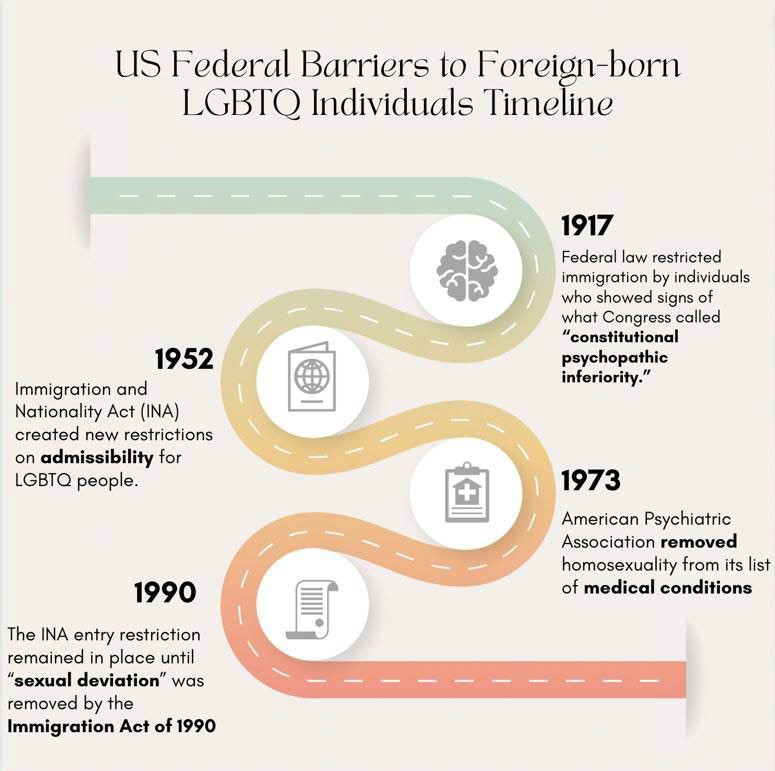 US Federal Barriers to Foreign-born
LGBTQ Individuals Timeline
1917
Federal law restricted
immigration by individuals
who showed signs of
what Congress called
“constitutional
psychopathic
inferiority.”
1952
Immigration and
Nationality Act (INA)
created new restrictions
on admissibility for
LGBTQ people.
1973
American Psychiatric
Association removed
homosexuality from its list
of medical conditions
1990
The INA entry restriction
remained in place until
“sexual deviation” was
removed by the
Immigration Act of 1990